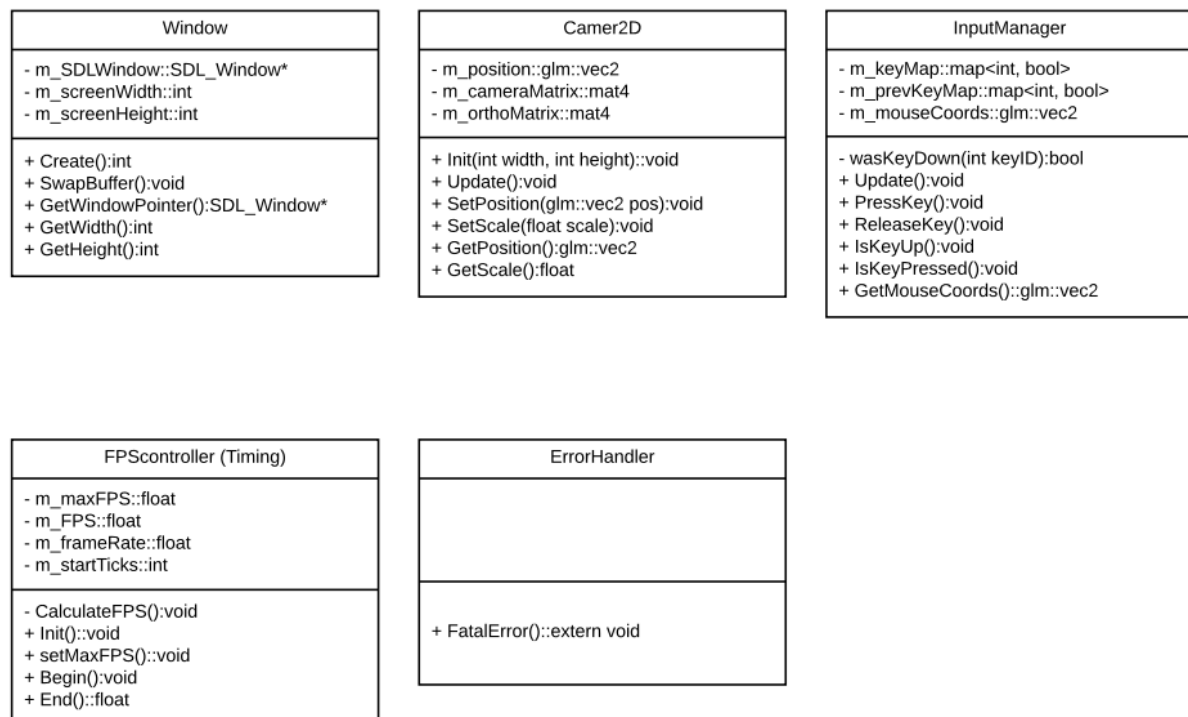 Window
- m_SDLWindow::SDL_Window*
- m_screenWidth::int
- m_screenHeight::int
+ Create():int
+ SwapBuffer():void
+ GetWindowPointer():SDL_Window*
+ GetWidth():int
+ GetHeight():int
Camer2D
- m_position::glm::vec2
- m_cameraMatrix::mat4
- m_orthoMatrix::mat4
+ Init(int width, int height)::void
+ Update():void
+ SetPosition(glm::vec2 pos):void
+ SetScale(float scale):void
+ GetPosition():glm::vec2
+ GetScale():float
InputManager
- m_keyMap::map<int, bool>
- m_prevKeyMap::map<int, bool>
- m_mouseCoords::glm::vec2
- wasKeyDown(int keyID):bool
+ Update():void
+ PressKey():void
+ ReleaseKey():void
+ IsKeyUp():void
+ IsKeyPressed():void
+ GetMouseCoords()::glm::vec2
FPScontroller (Timing)
- m_maxFPS::float
- m_FPS::float
- m_frameRate::float
- m_startTicks::int
- CalculateFPS():void
+ Init()::void
+ setMaxFPS()::void
+ Begin():void
+ End()::float
ErrorHandler
+ FatalError()::extern void